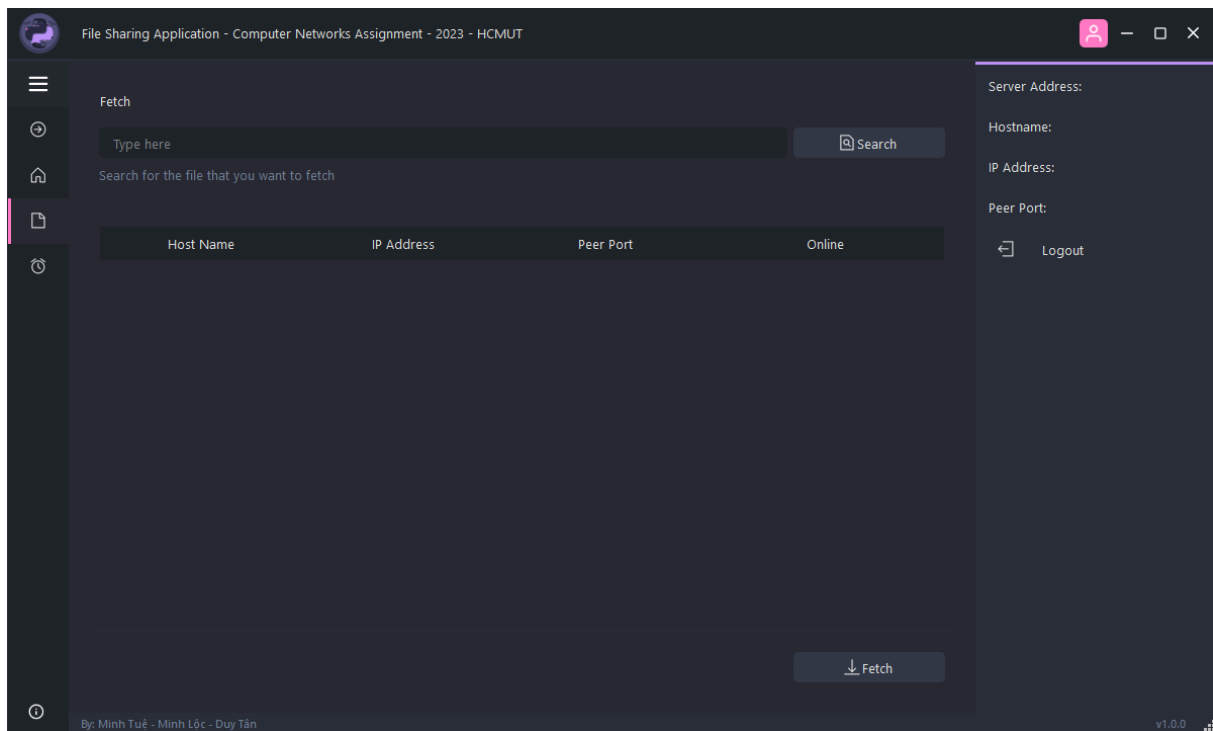 File Sharing Application - Computer Networks Assignment - 2023 - HCMUT
Fetch
Type here
Search
Search for the file that you want to fetch
Host Name IP Address Peer Port Online
Fetch
Server Address:
Hostname:
IP Address:
Peer Port:
Logout
By: Minh Tuệ - Minh Lộc - Duy Tân
v1.0.0